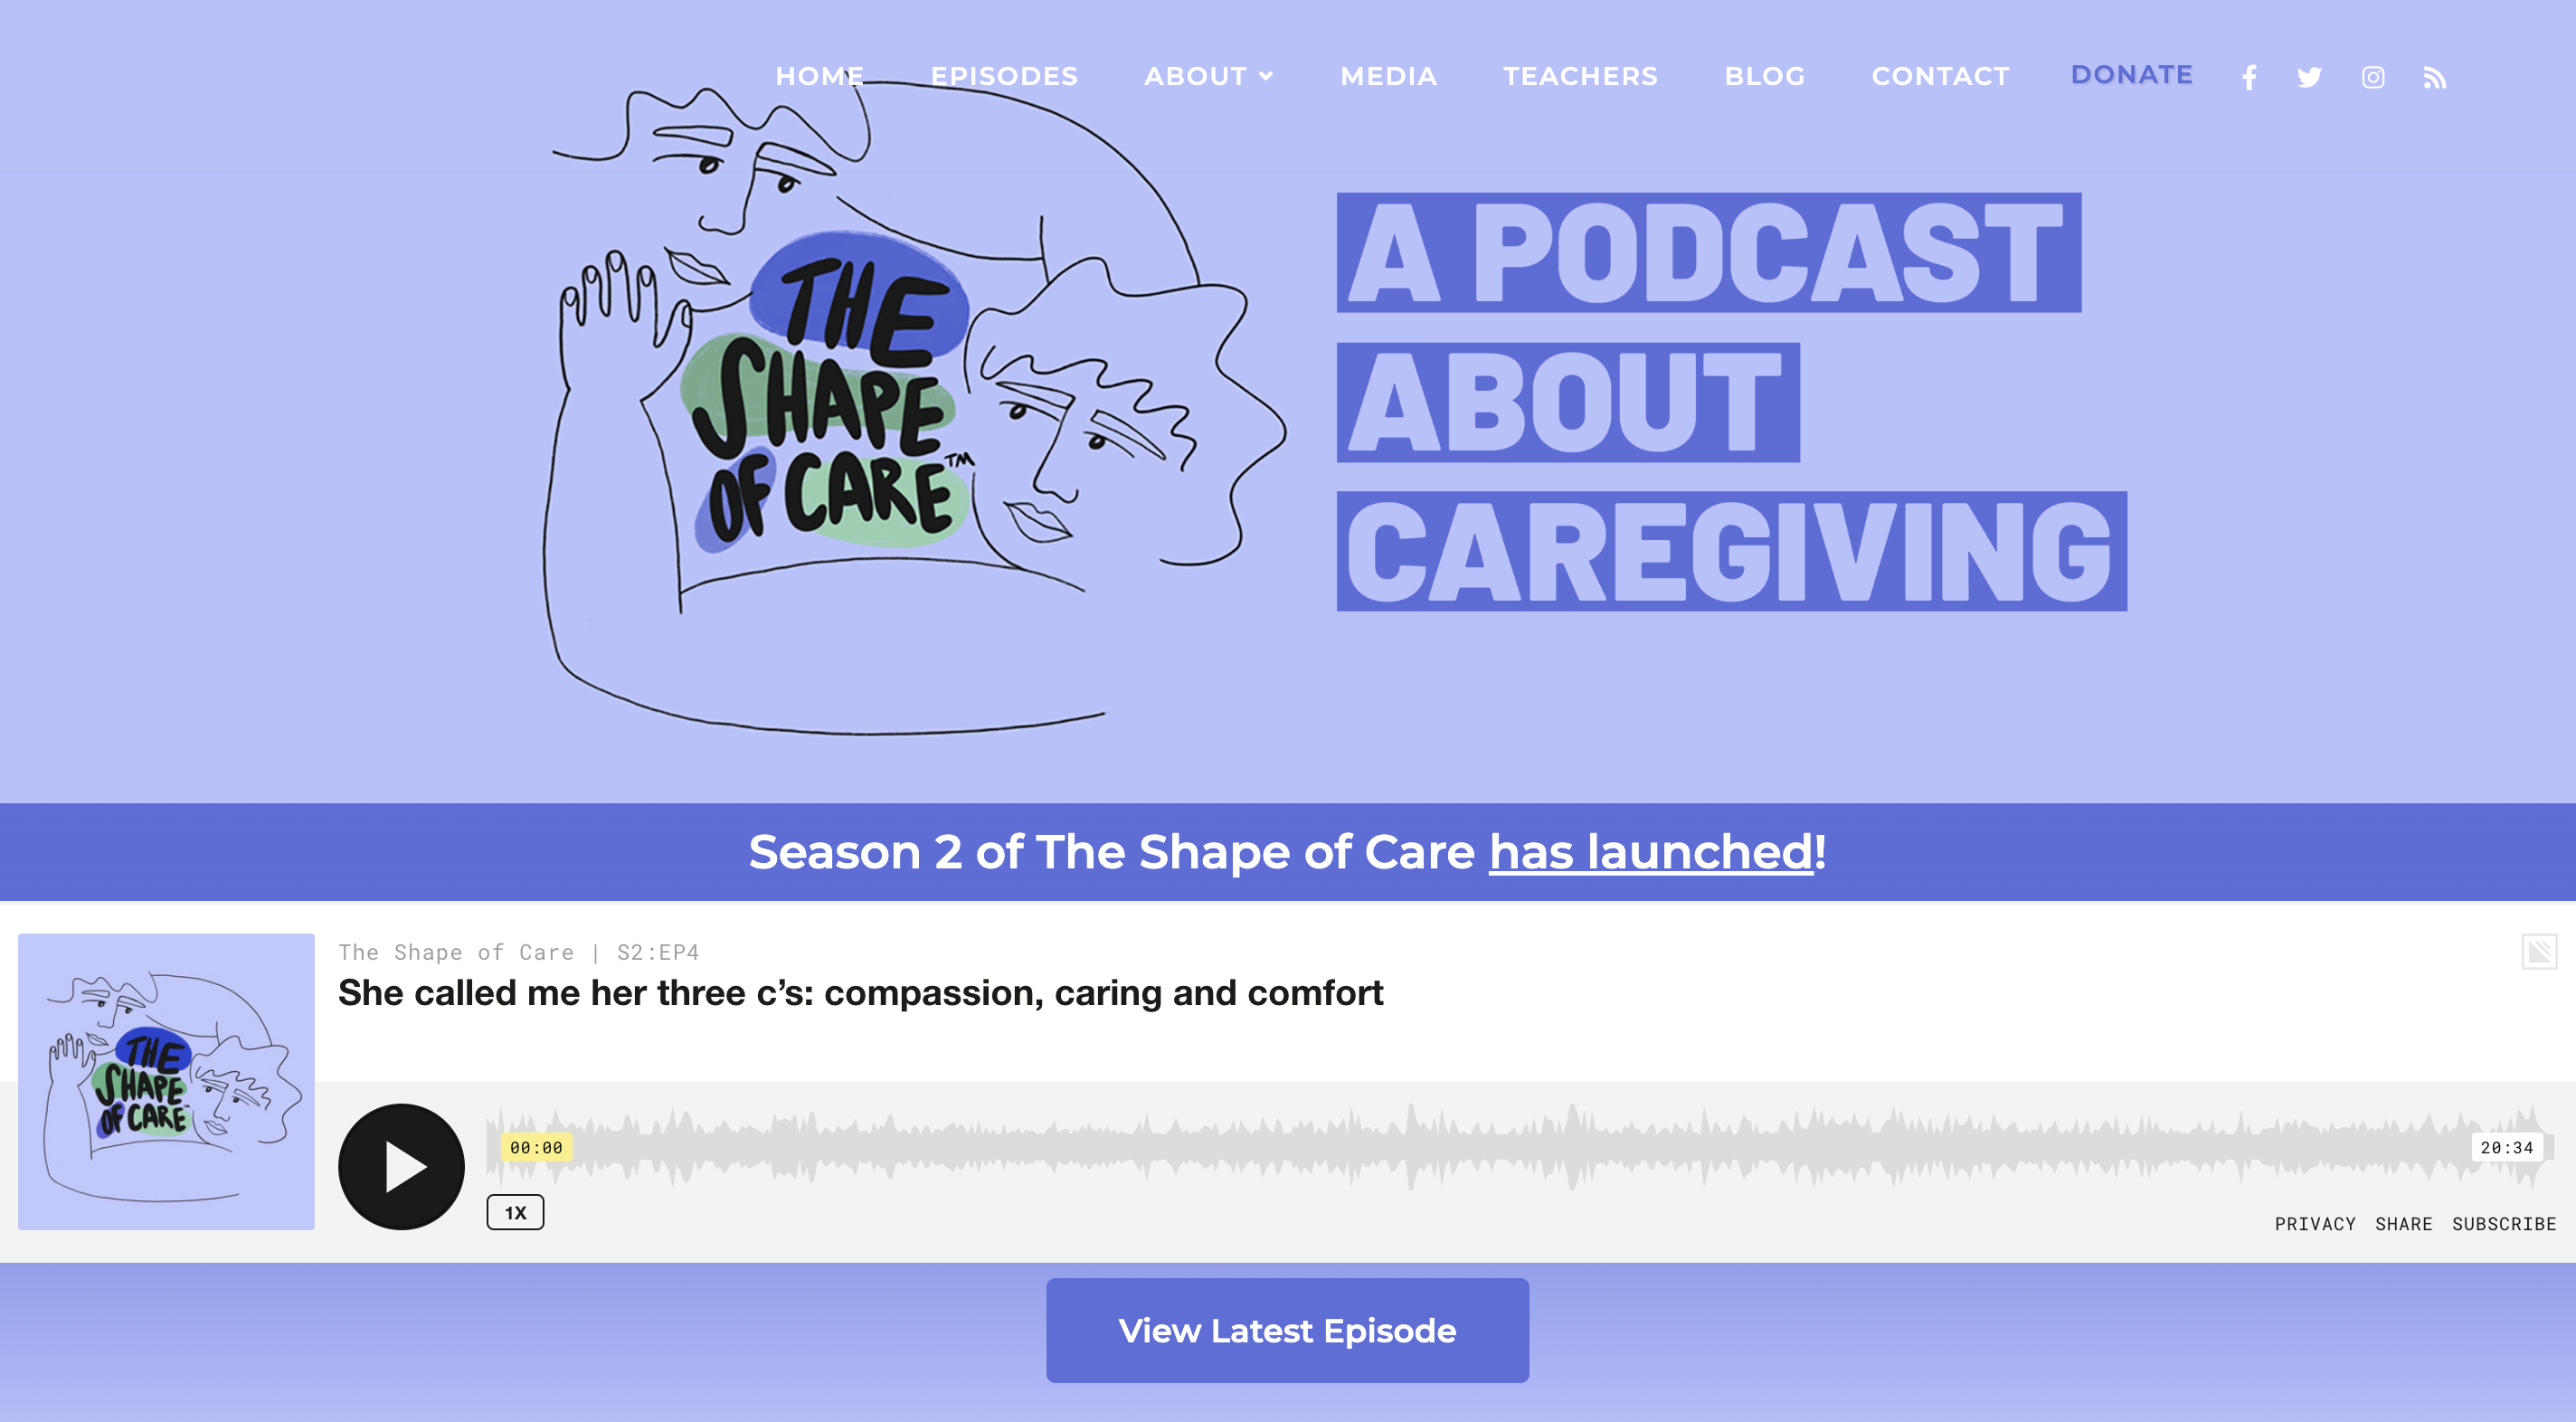 HOME EPISODES ABOUT MEDIA TEACHERS BLOG CONTACT DONATE
THE
SHAPE
OF CARE™
A PODCAST
ABOUT
CAREGIVING
Season 2 of The Shape of Care has launched!
The Shape of Care | S2:EP4
She called me her three c’s: compassion, caring and comfort
THE
SHAPE
OF CARE
00:00
20:34
1X
PRIVACY SHARE SUBSCRIBE
View Latest Episode